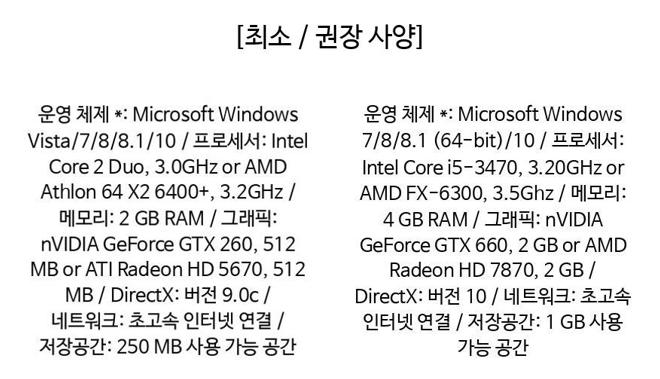 [최소 / 권장 사양]
운영 체제 *: Microsoft Windows
Vista/7/8/8.1/10 / 프로세서: Intel
Core 2 Duo, 3.0GHz or AMD
Athlon 64 X2 6400+, 3.2GHz /
메모리: 2 GB RAM / 그래픽:
nVIDIA GeForce GTX 260, 512
MB or ATI Radeon HD 5670, 512
MB / DirectX: 버전 9.0c /
네트워크: 초고속 인터넷 연결 /
저장공간: 250 MB 사용 가능 공간
운영 체제 *: Microsoft Windows
7/8/8.1 (64-bit)/10 / 프로세서:
Intel Core i5-3470, 3.20GHz or
AMD FX-6300, 3.5Ghz / 메모리:
4 GB RAM / 그래픽: nVIDIA
GeForce GTX 660, 2 GB or AMD
Radeon HD 7870, 2 GB /
DirectX: 버전 10 / 네트워크: 초고속
인터넷 연결 / 저장공간: 1 GB 사용
가능 공간